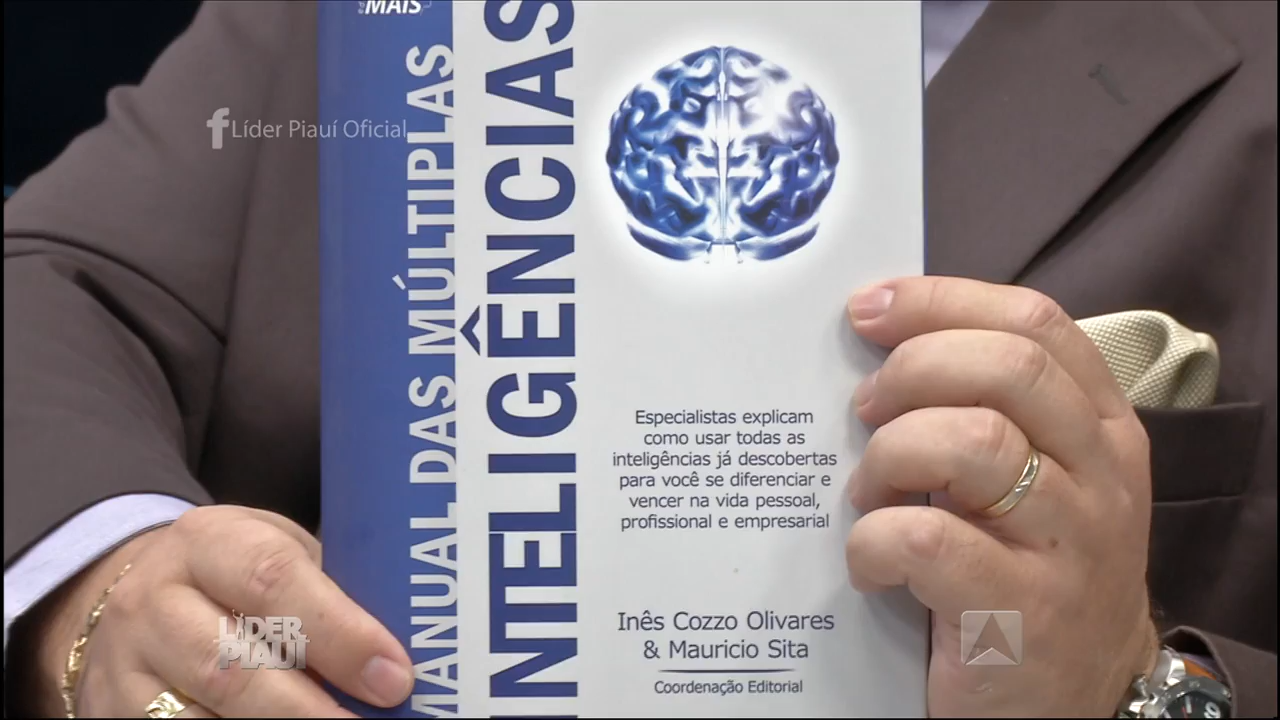 MAIS
MANUAL DAS MÚLTIPLAS
INTELIGÊNCIAS
Líder Piauí Oficial
Especialistas explicam
como usar todas as
inteligências já descobertas
para você se diferenciar e
vencer na vida pessoal,
profissional e empresarial
Inês Cozzo Olivares
& Mauricio Sita
Coordenação Editorial
LÍDER
PIAUÍ